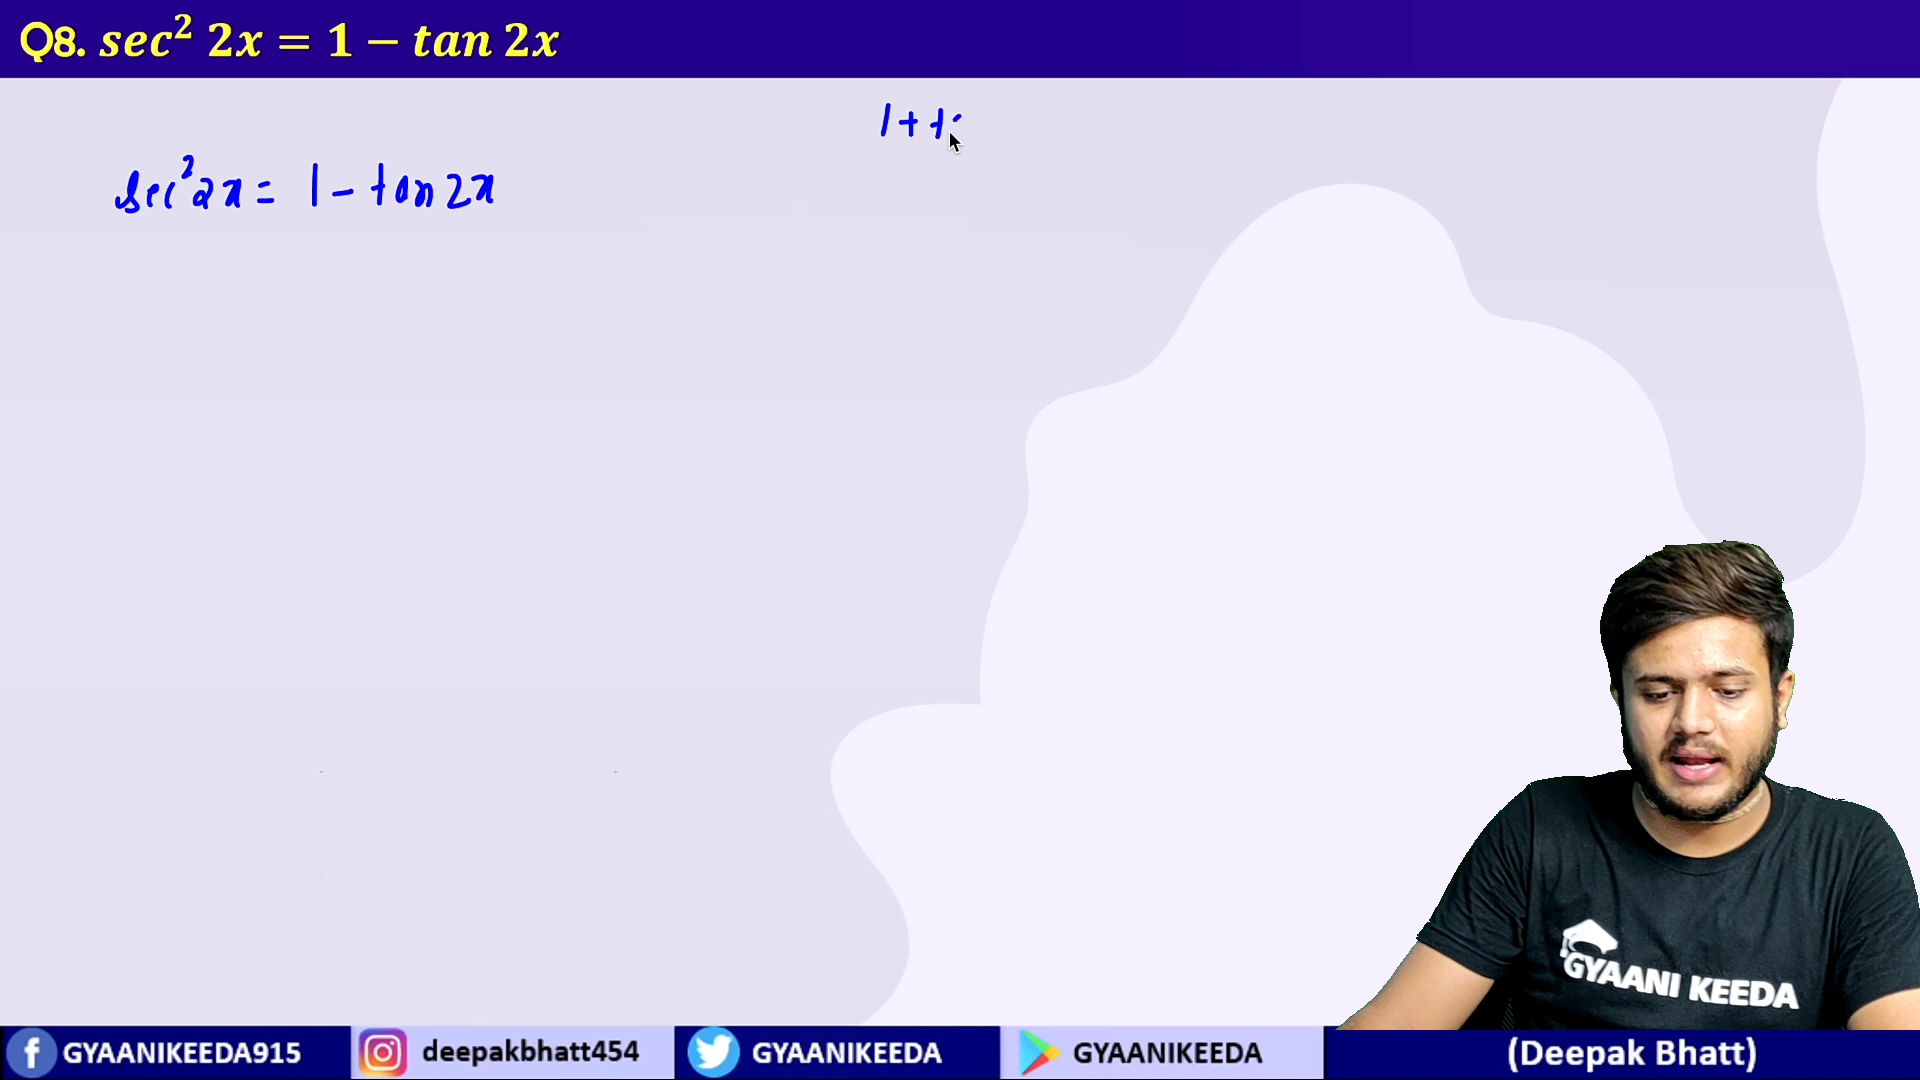 Q8. sec² 2x = 1 − tan 2x
1 + t
sec²2x = 1 - tan 2x
GYAANI KEEDA
GYAANIKEEDA915 deepakbhatt454 GYAANIKEEDA GYAANIKEEDA (Deepak Bhatt)